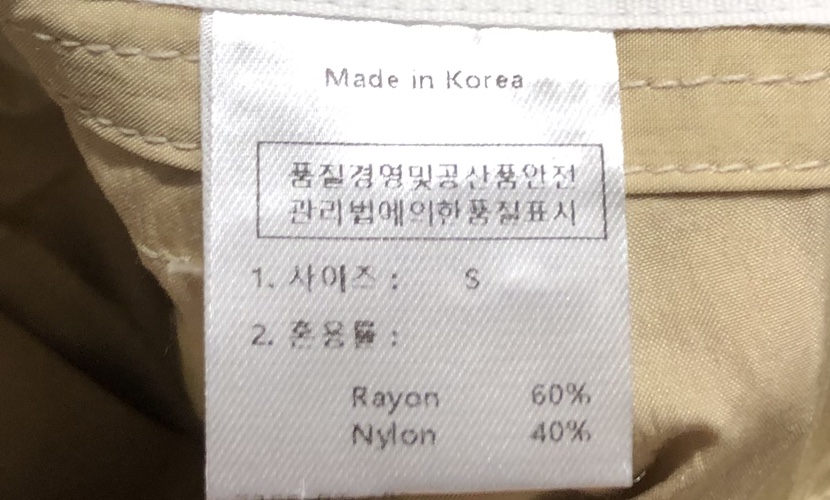 Made in Korea
품질경영및공산품안전
관리법에의한품질표시
1. 사이즈 : S
2. 혼용률 :
Rayon 60%
Nylon 40%